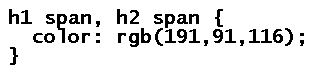 h1 span, h2 span {
  color: rgb(191,91,116);
}